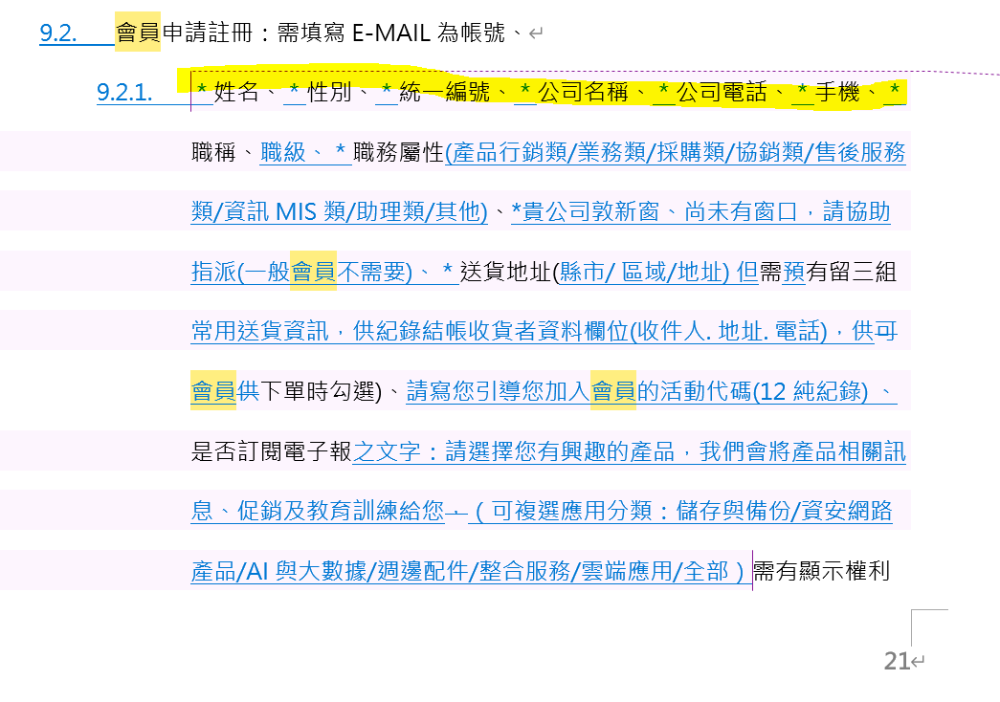 9.2. 會員申請註冊：需填寫 E-MAIL 為帳號、↵
9.2.1. *姓名、*性別、*統一編號、*公司名稱、*公司電話、*手機、*
職稱、職級、*職務屬性(產品行銷類/業務類/採購類/協銷類/售後服務
類/資訊 MIS 類/助理類/其他)、*貴公司敦新窗、尚未有窗口，請協助
指派(一般會員不需要)、*送貨地址(縣市/ 區域/地址) 但需預有留三組
常用送貨資訊，供紀錄結帳收貨者資料欄位(收件人. 地址. 電話)，供可
會員供下單時勾選)、請寫您引導您加入會員的活動代碼(12 純紀錄) 、
是否訂閱電子報之文字：請選擇您有興趣的產品，我們會將產品相關訊
息、促銷及教育訓練給您，（可複選應用分類：儲存與備份/資安網路
產品/AI 與大數據/週邊配件/整合服務/雲端應用/全部）需有顯示權利
21↵